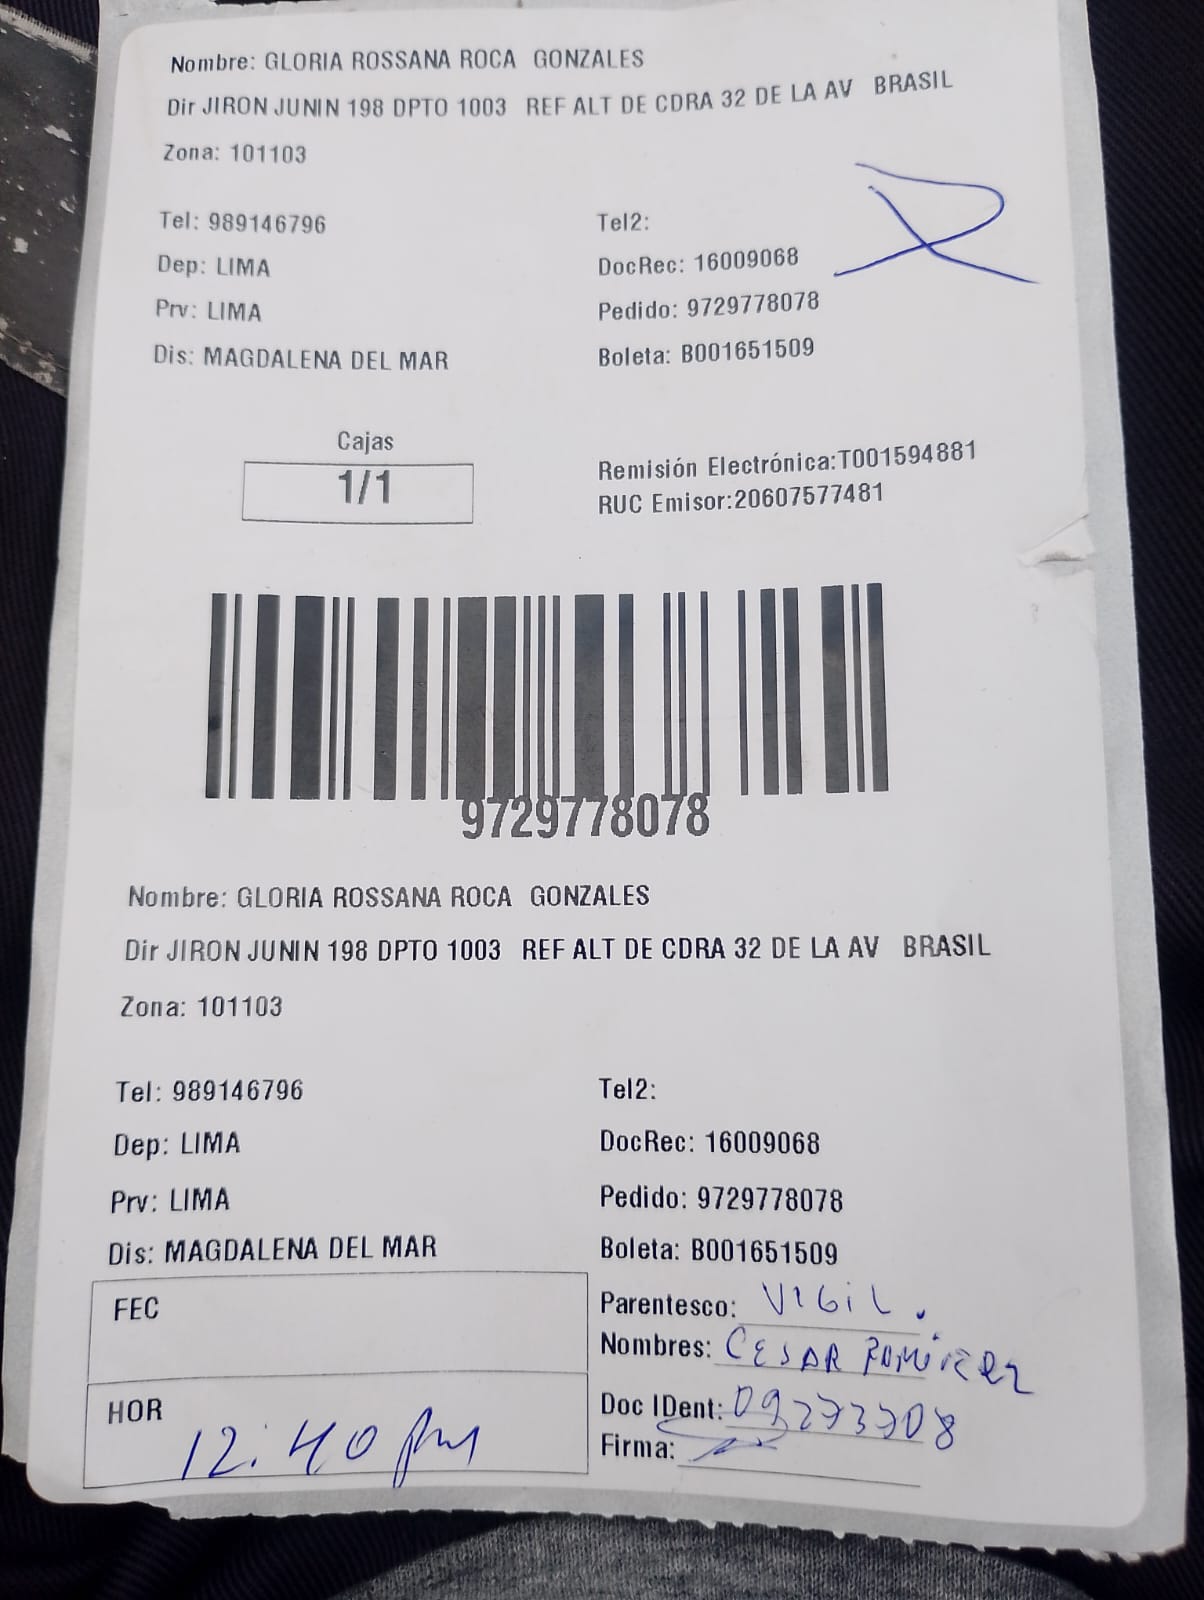 Nombre: GLORIA ROSSANA ROCA GONZALES
Dir JIRON JUNIN 198 DPTO 1003 REF ALT DE CDRA 32 DE LA AV BRASIL
Zona: 101103
Tel: 989146796 Tel2:
Dep: LIMA DocRec: 16009068
Prv: LIMA Pedido: 9729778078
Dis: MAGDALENA DEL MAR Boleta: B001651509
Cajas
1/1
Remisión Electrónica:T001594881
RUC Emisor:20607577481
9729778078
Nombre: GLORIA ROSSANA ROCA GONZALES
Dir JIRON JUNIN 198 DPTO 1003 REF ALT DE CDRA 32 DE LA AV BRASIL
Zona: 101103
Tel: 989146796 Tel2:
Dep: LIMA DocRec: 16009068
Prv: LIMA Pedido: 9729778078
Dis: MAGDALENA DEL MAR Boleta: B001651509
FEC
HOR 12:40 pm
Parentesco: VIGIL.
Nombres: CESAR RAMIREZ
Doc IDent:
Firma: